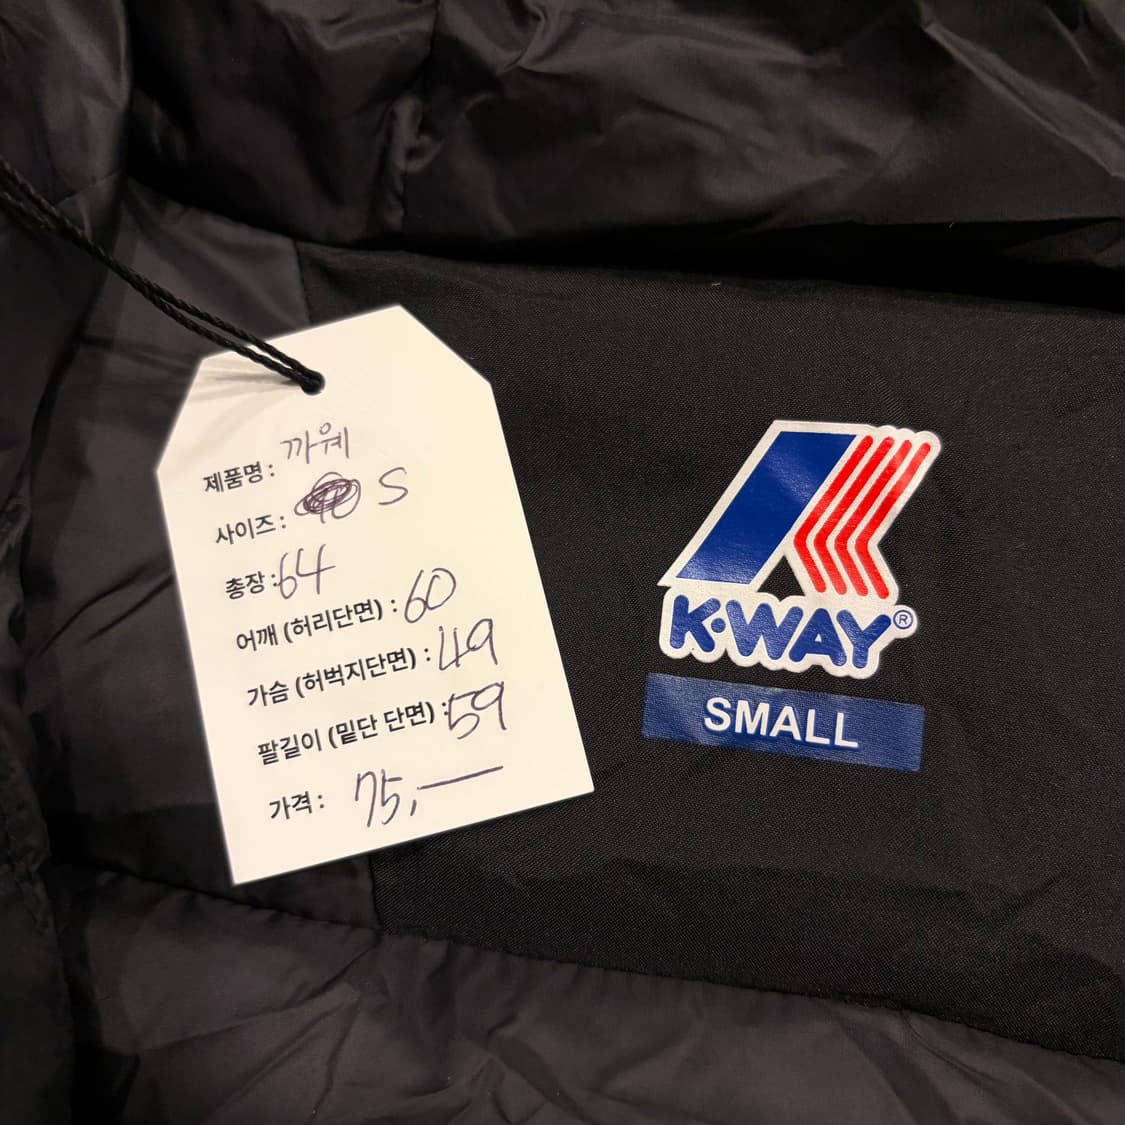 제품명 : 까웨
사이즈 : S
총장 : 64
어깨 (허리단면) : 60
가슴 (허벅지단면) : 49
팔길이 (밑단 단면) : 59
가격 : 75,—
K·WAY®
SMALL